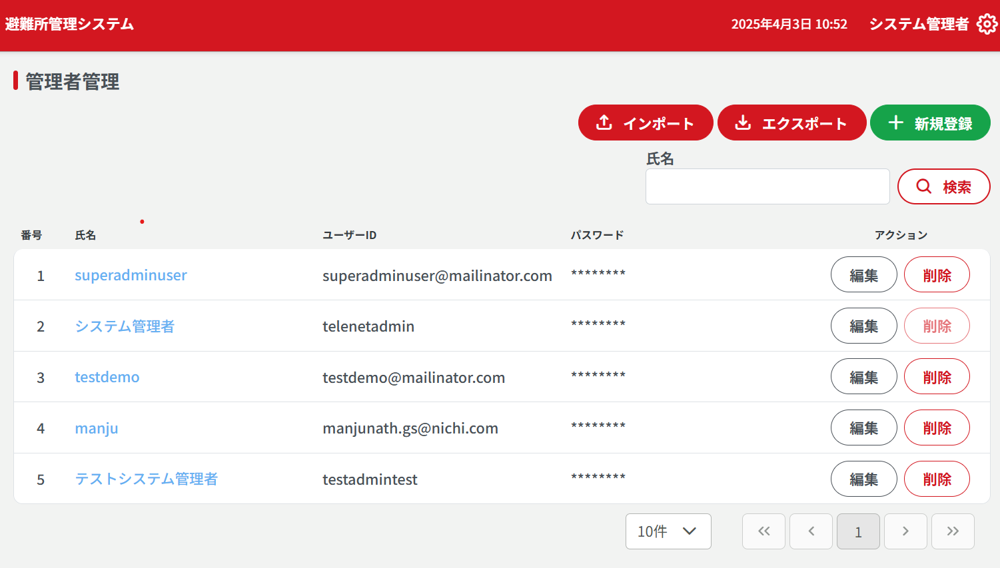 避難所管理システム
2025年4月3日 10:52 システム管理者
管理者管理
インポート エクスポート 新規登録
氏名
検索
番号 氏名 ユーザーID パスワード アクション
1 superadminuser superadminuser@mailinator.com ******** 編集 削除
2 システム管理者 telenetadmin ******** 編集 削除
3 testdemo testdemo@mailinator.com ******** 編集 削除
4 manju manjunath.gs@nichi.com ******** 編集 削除
5 テストシステム管理者 testadmintest ******** 編集 削除
10件 1